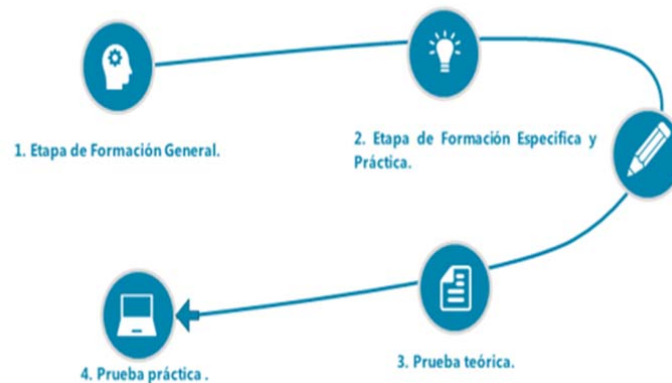 1. Etapa de Formación General.
2. Etapa de Formación Especifica y
Práctica.
3. Prueba teórica.
4. Prueba práctica .